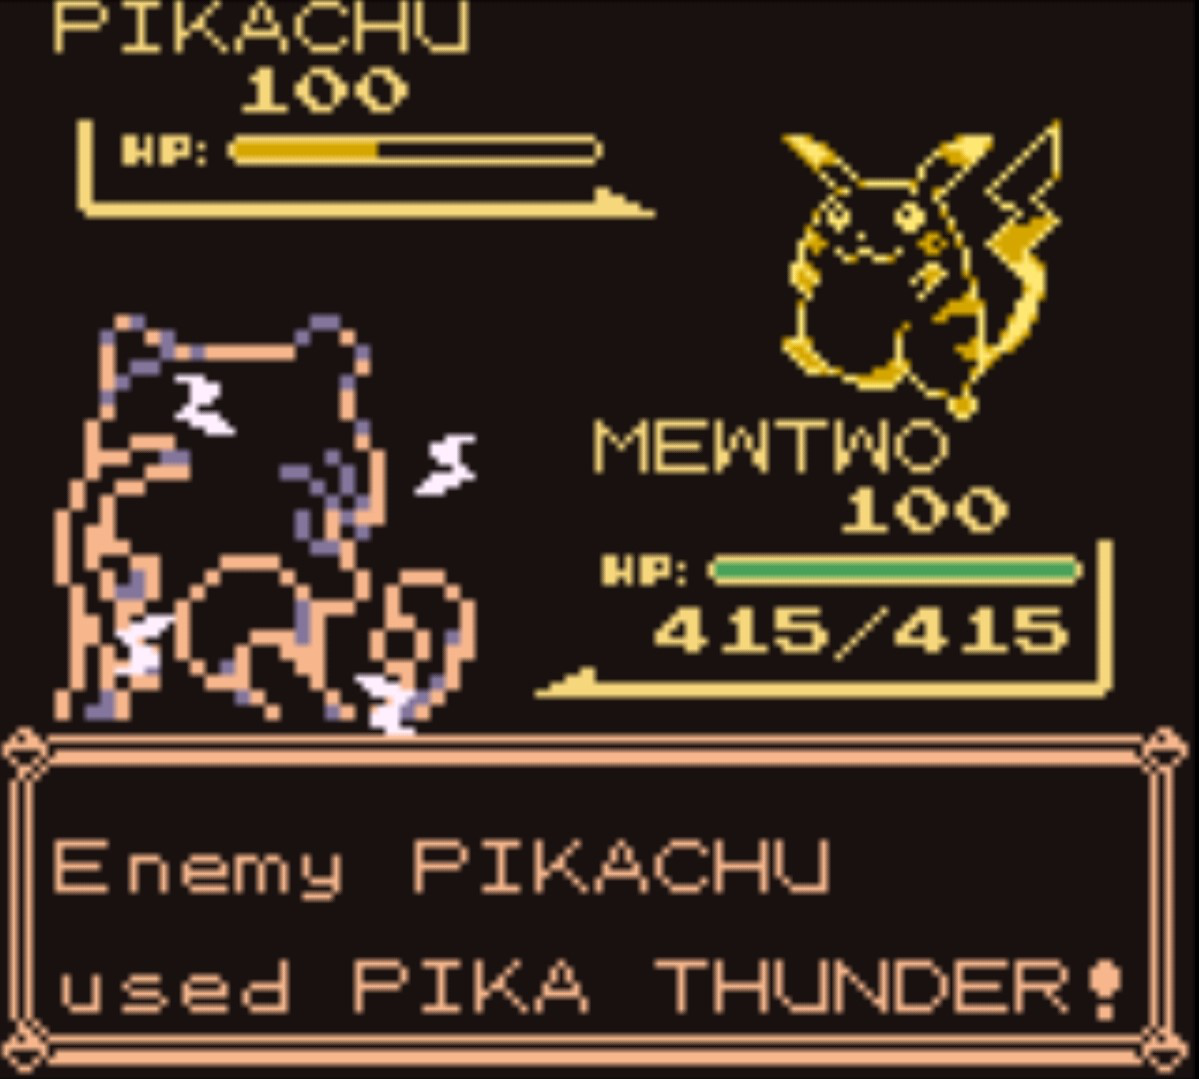 PIKACHU
100
HP:
MEWTWO
100
HP:
415/415
Enemy PIKACHU
used PIKA THUNDER!